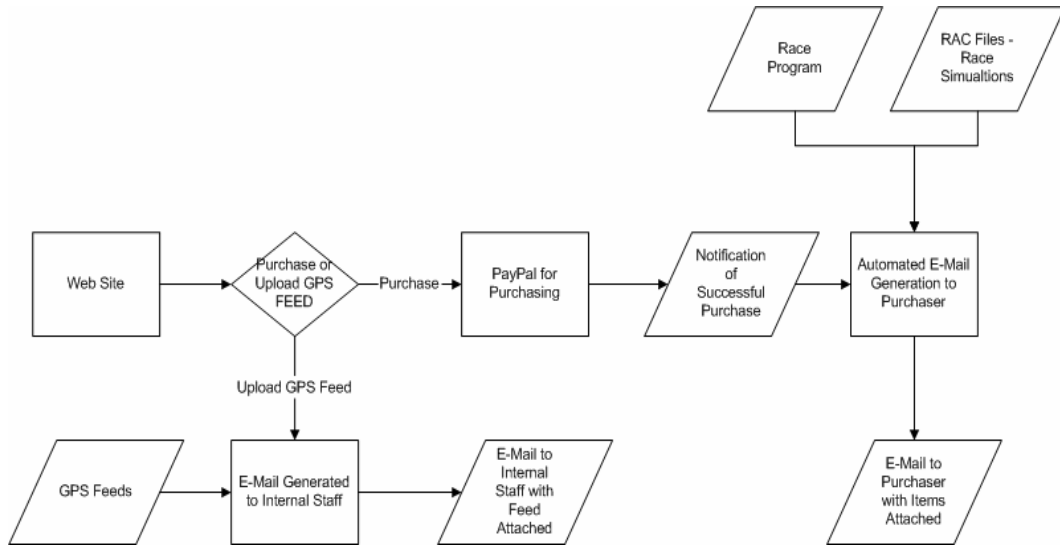 Race
Program
RAC Files -
Race
Simualtions
Web Site
Purchase or
Upload GPS
FEED
Purchase
PayPal for
Purchasing
Notification
of
Successful
Purchase
Automated E-Mail
Generation to
Purchaser
Upload GPS Feed
GPS Feeds
E-Mail Generated
to Internal Staff
E-Mail to
Internal
Staff with
Feed
Attached
E-Mail to
Purchaser
with Items
Attached